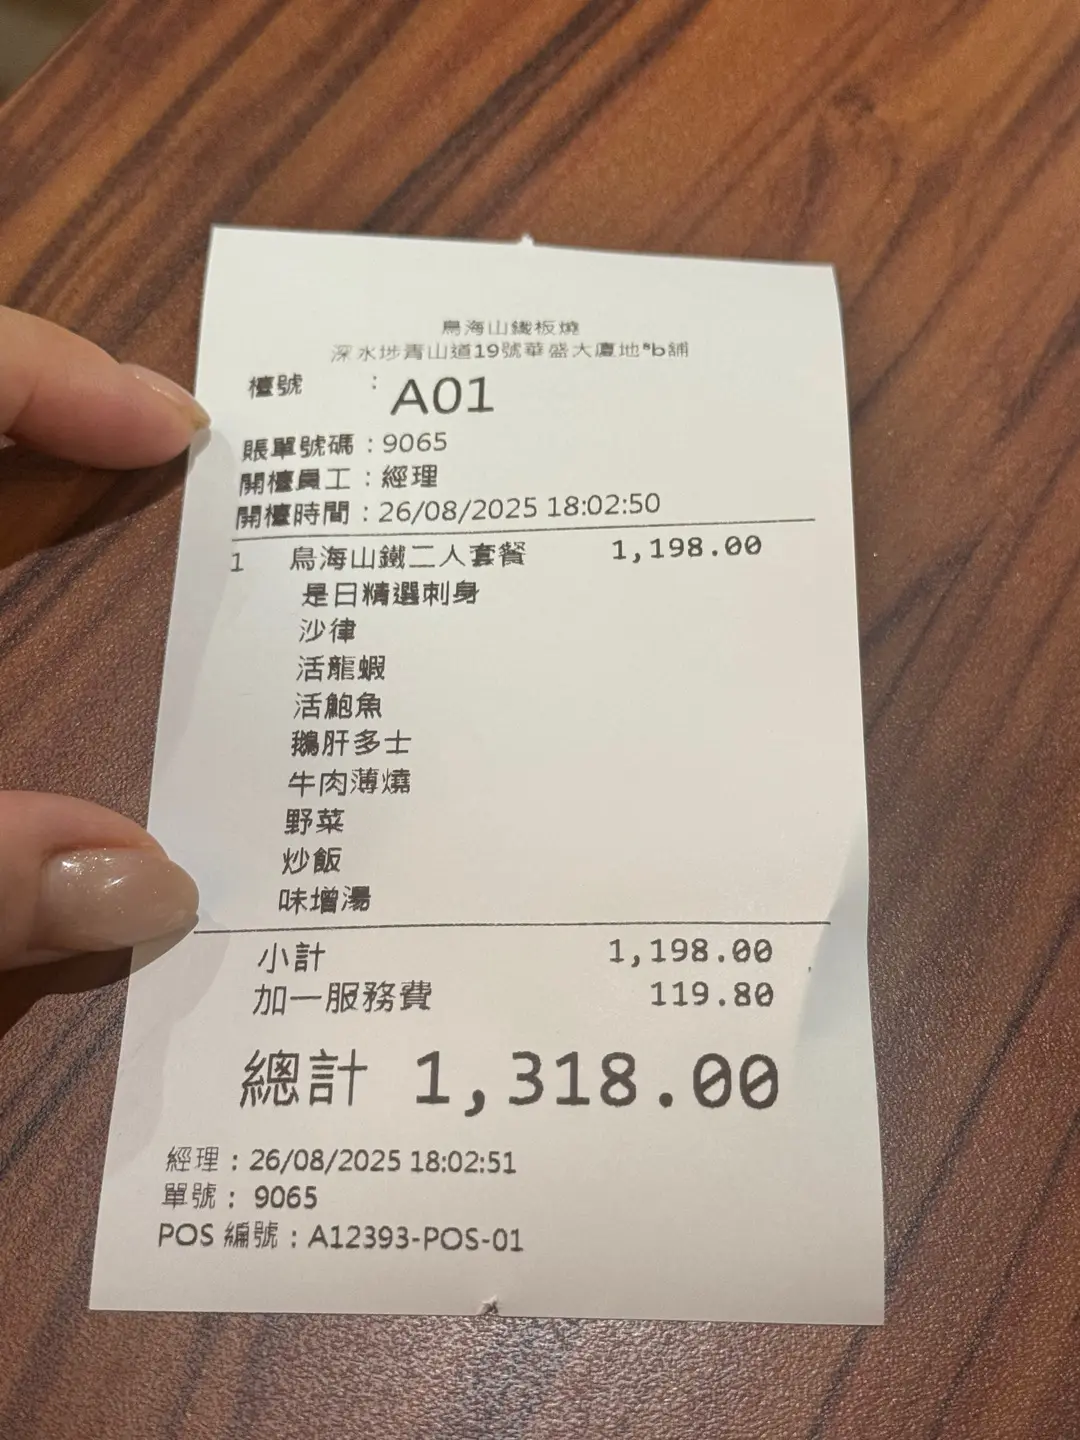 鳥海山鐵板燒
深水埗青山道19號華盛大廈地 b舖
檯號 : A01
賬單號碼 : 9065
開檯員工 : 經理
開檯時間 : 26/08/2025 18:02:50
1 鳥海山鐵二人套餐 1,198.00
是日精選刺身
沙律
活龍蝦
活鮑魚
鵝肝多士
牛肉薄燒
野菜
炒飯
味增湯
小計 1,198.00
加一服務費 119.80
總計 1,318.00
經理 : 26/08/2025 18:02:51
單號 : 9065
POS 編號 : A12393-POS-01